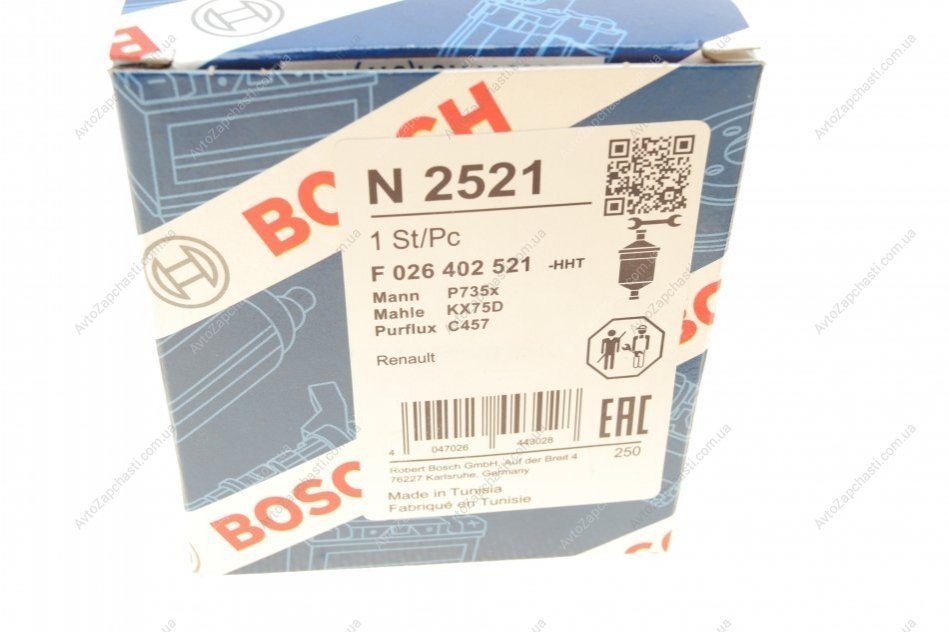 BOSCH
N 2521
1 St/Pc
F 026 402 521 -HHT
Mann P735x
Mahle KX75D
Purflux C457
Renault
EAC
4 047026 443028
250
Robert Bosch GmbH, Auf der Breit 4
76227 Karlsruhe, Germany
Made in Tunisia
Fabriqué en Tunisie
BOSC
AvtoZapchasti.com.ua